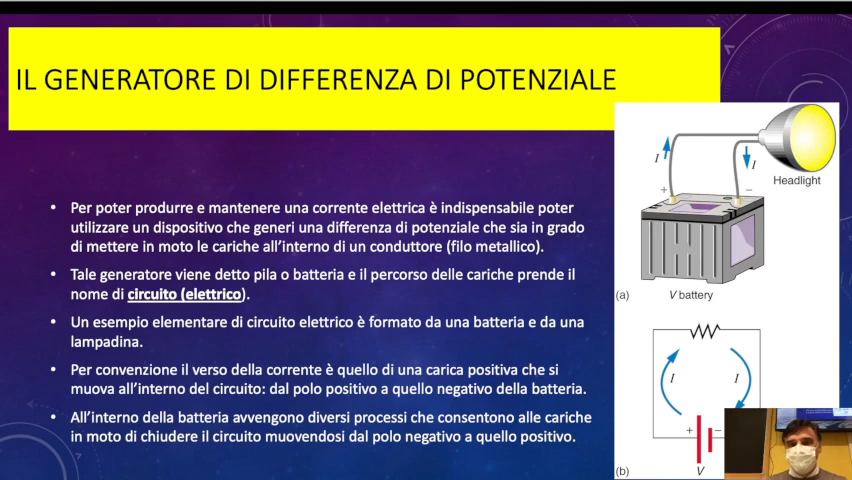 IL GENERATORE DI DIFFERENZA DI POTENZIALE
• Per poter produrre e mantenere una corrente elettrica è indispensabile poter
utilizzare un dispositivo che generi una differenza di potenziale che sia in grado
di mettere in moto le cariche all'interno di un conduttore (filo metallico).
• Tale generatore viene detto pila o batteria e il percorso delle cariche prende il
nome di circuito (elettrico).
• Un esempio elementare di circuito elettrico è formato da una batteria e da una
lampadina.
• Per convenzione il verso della corrente è quello di una carica positiva che si
muova all'interno del circuito: dal polo positivo a quello negativo della batteria.
• All'interno della batteria avvengono diversi processi che consentono alle cariche
in moto di chiudere il circuito muovendosi dal polo negativo a quello positivo.
I
I
Headlight
+ −
(a) V battery
I I
+ −
(b) V